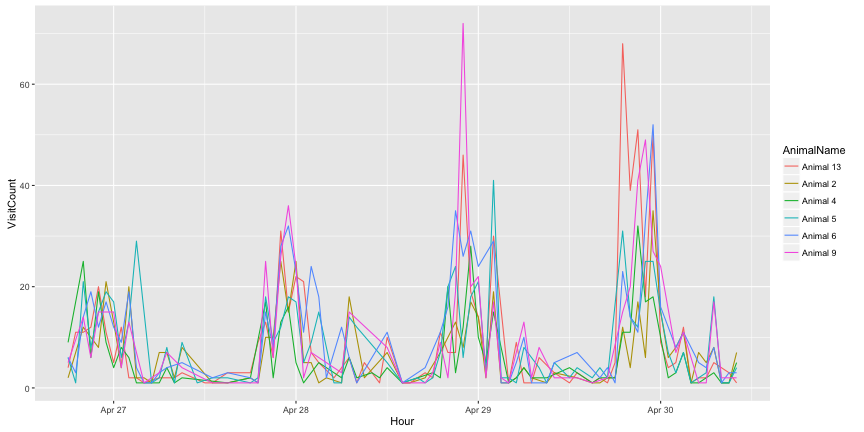 VisitCount
60
40
20
0
Apr 27
Apr 28
Apr 29
Apr 30
Hour
AnimalName
Animal 13
Animal 2
Animal 4
Animal 5
Animal 6
Animal 9